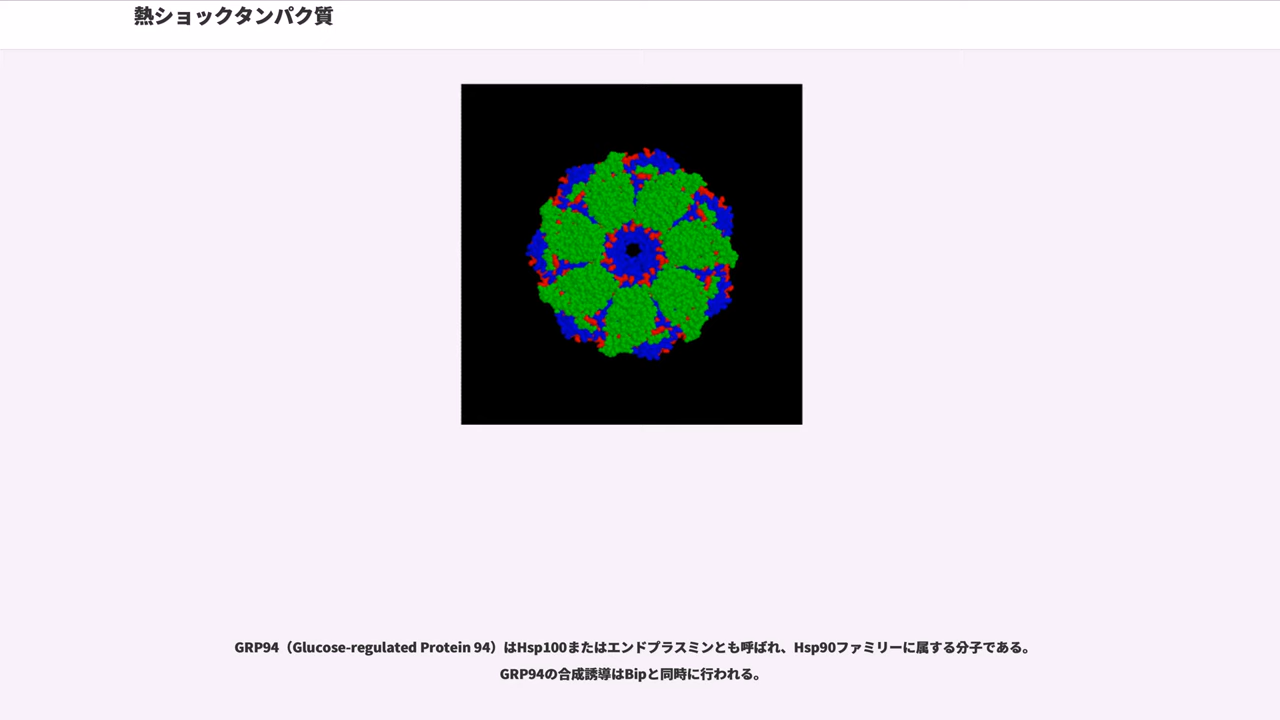 熱ショックタンパク質
GRP94（Glucose-regulated Protein 94）はHsp100またはエンドプラスミンとも呼ばれ、Hsp90ファミリーに属する分子である。
GRP94の合成誘導はBipと同時に行われる。